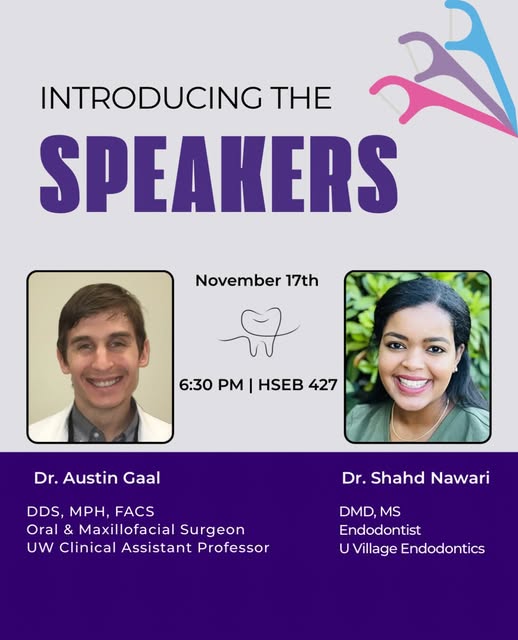 INTRODUCING THE
SPEAKERS
November 17th
6:30 PM | HSEB 427
Dr. Austin Gaal
DDS, MPH, FACS
Oral & Maxillofacial Surgeon
UW Clinical Assistant Professor
Dr. Shahd Nawari
DMD, MS
Endodontist
U Village Endodontics